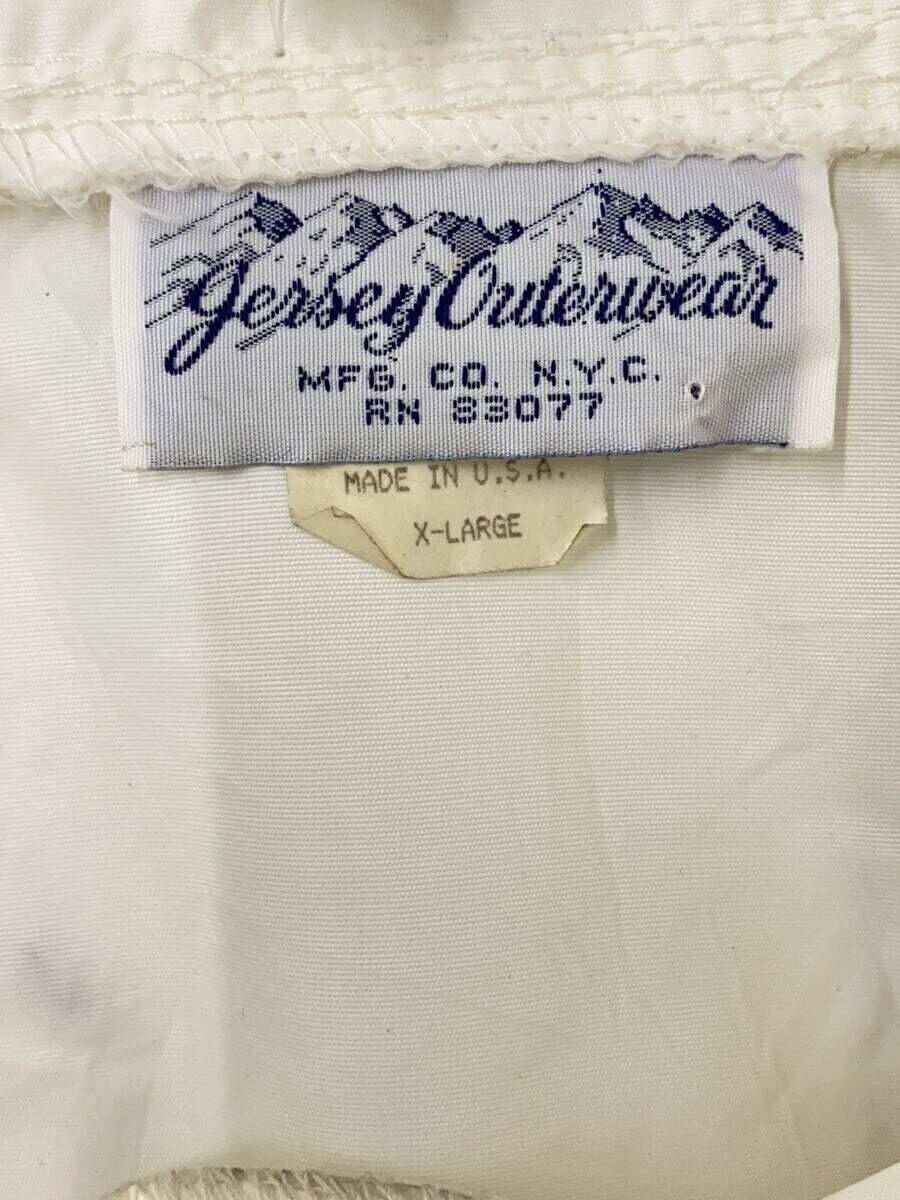 Jersey Outerwear
MFG. CO. N.Y.C.
RN 83077
MADE IN U.S.A.
X-LARGE